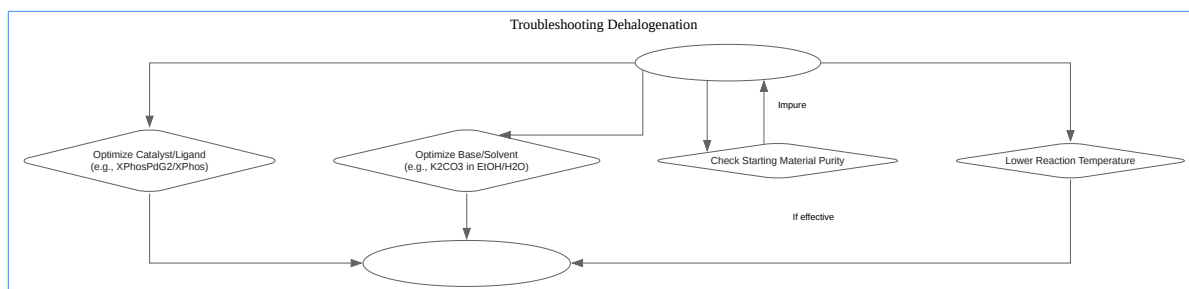 Troubleshooting Dehalogenation
Impure
Optimize Catalyst/Ligand
(e.g., XPhosPdG2/XPhos)
Optimize Base/Solvent
(e.g., K2CO3 in EtOH/H2O)
Check Starting Material Purity
Lower Reaction Temperature
If effective